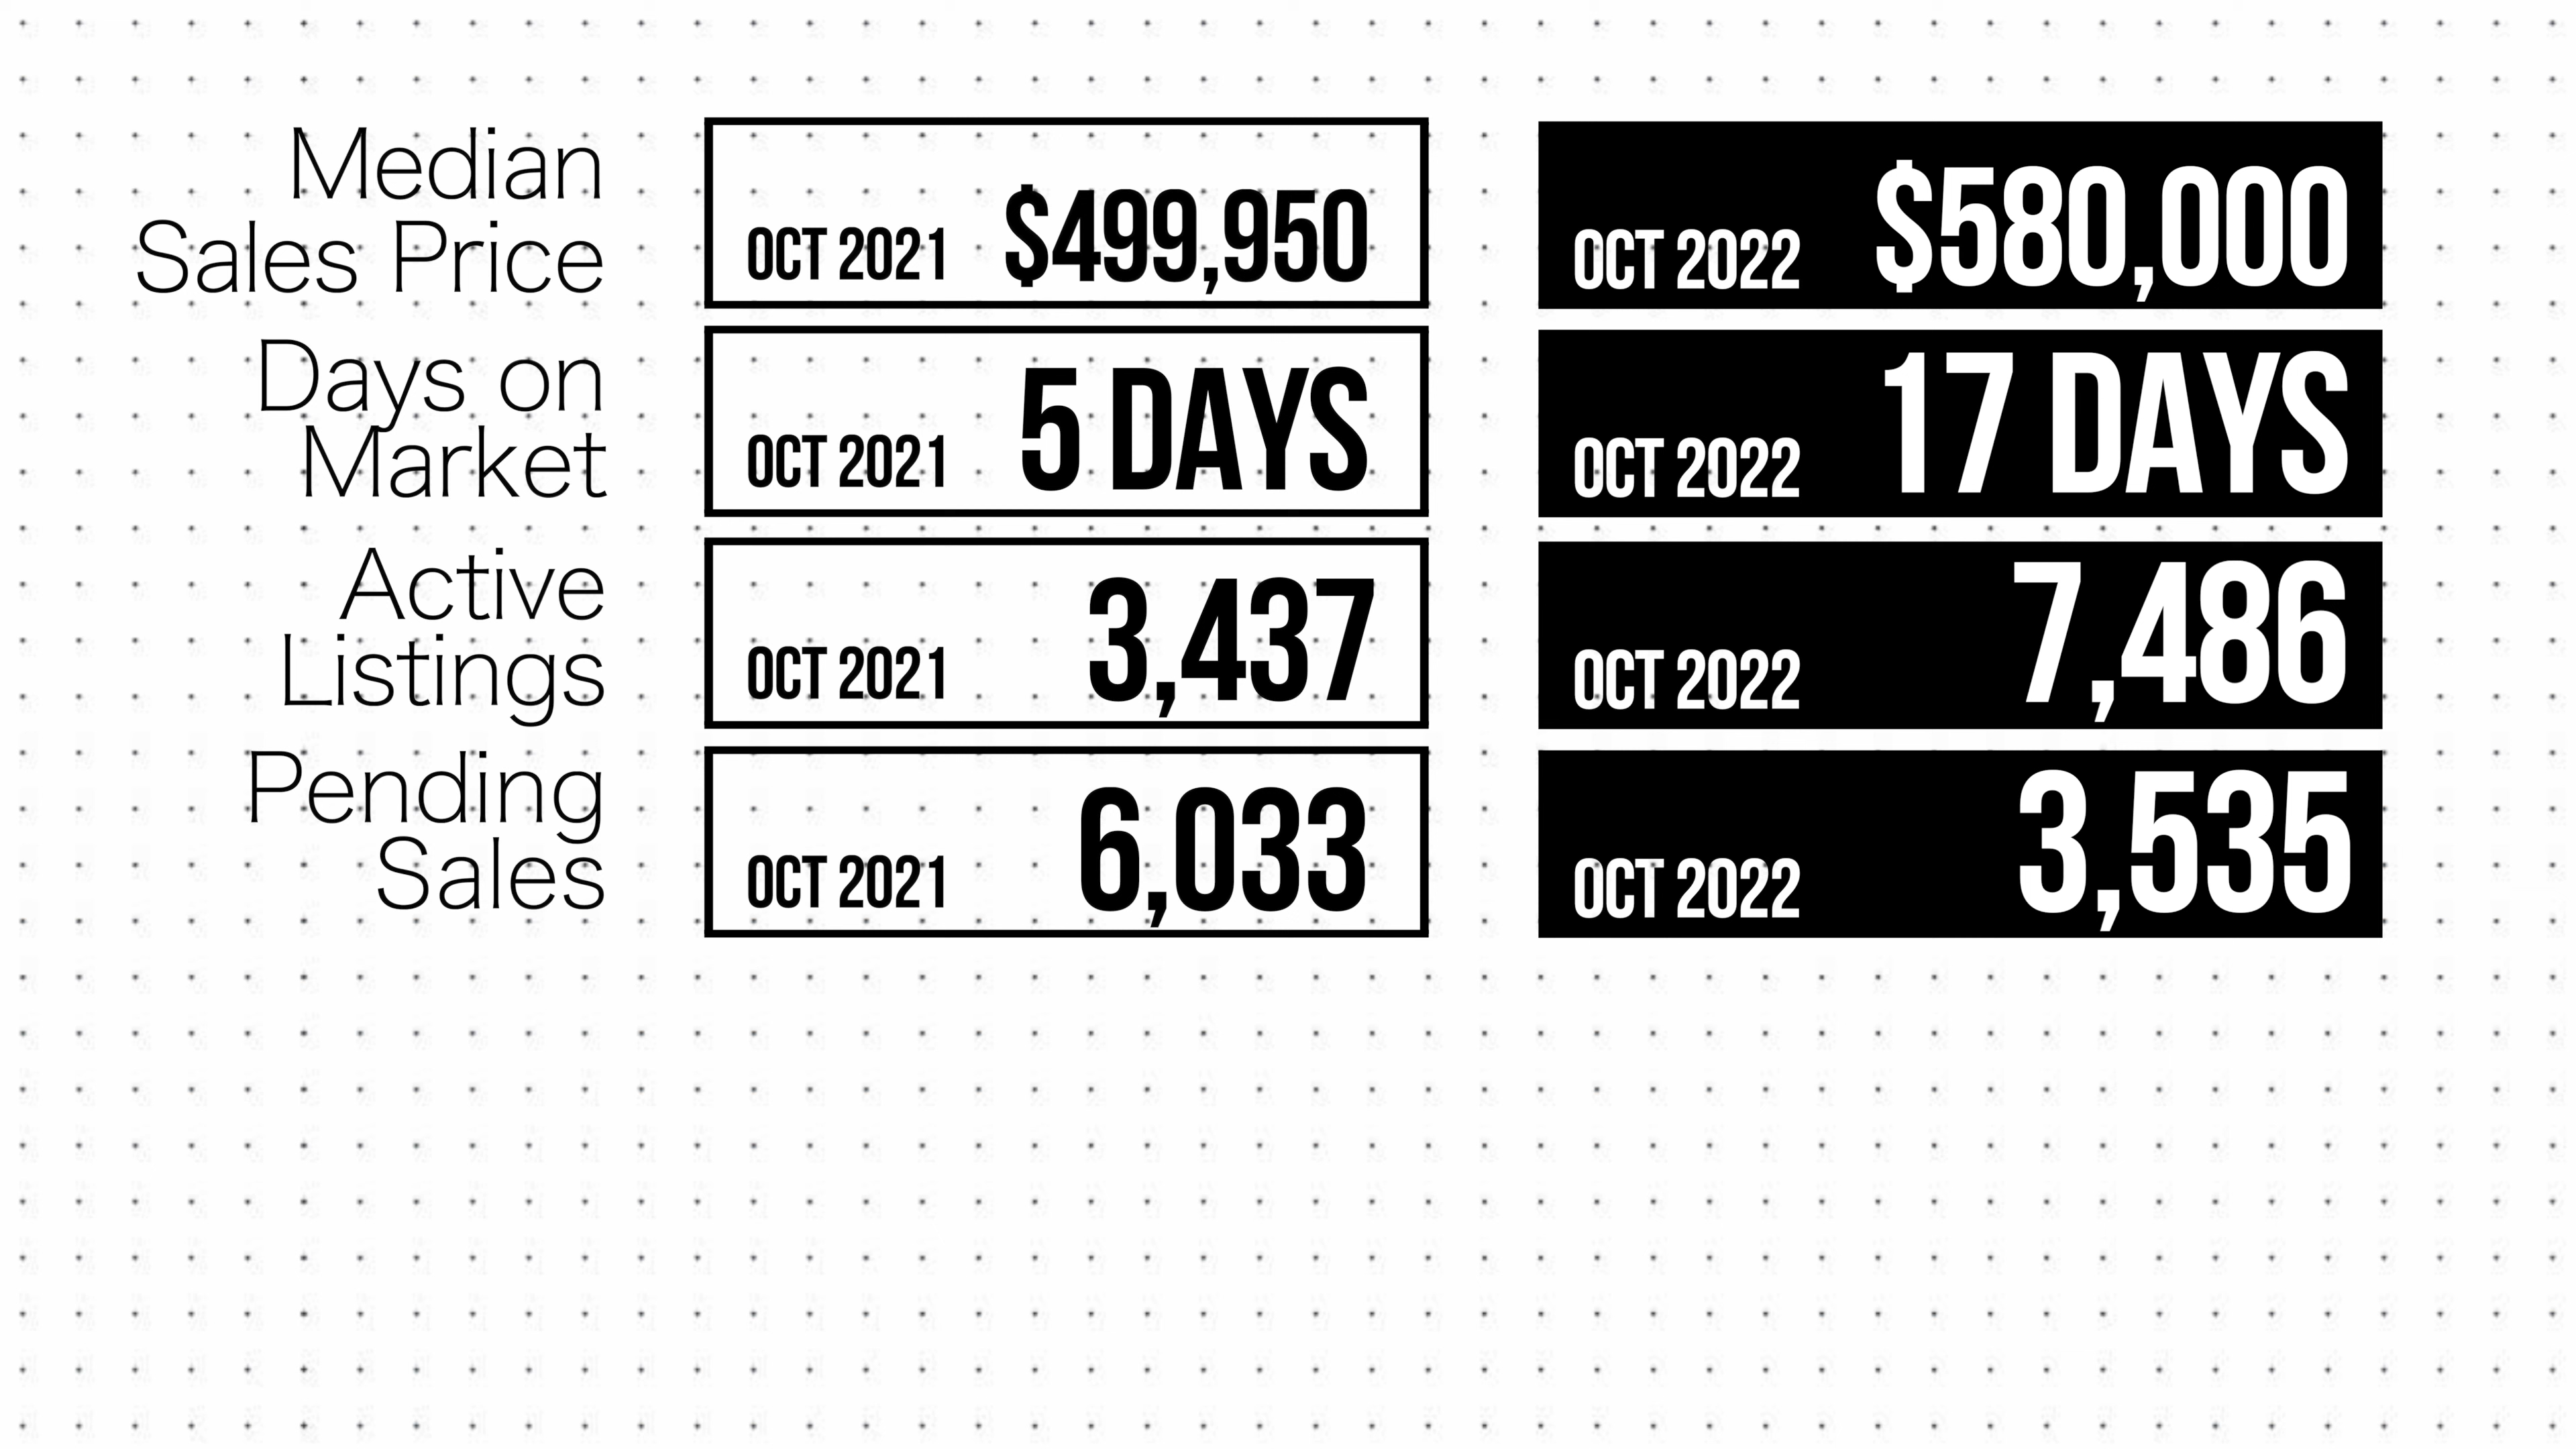 Median
Sales Price
OCT 2021 $499,950
OCT 2022 $580,000
Days on
Market
OCT 2021 5 DAYS
OCT 2022 17 DAYS
Active
Listings
OCT 2021 3,437
OCT 2022 7,486
Pending
Sales
OCT 2021 6,033
OCT 2022 3,535